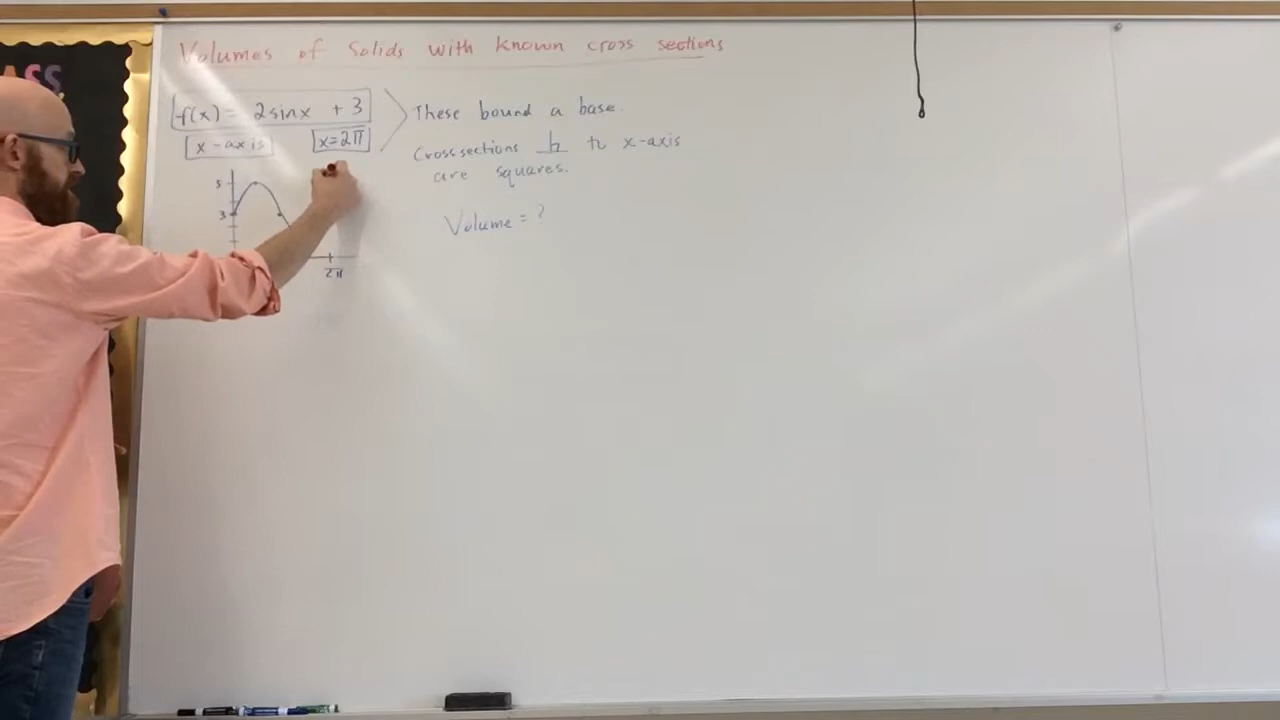 Volumes of Solids with known cross sections
f(x) = 2sinx + 3
x-axis x=2π
These bound a base.
Cross sections ⊥ to x-axis
are squares.
Volume = ?
5
3
2π
ASS